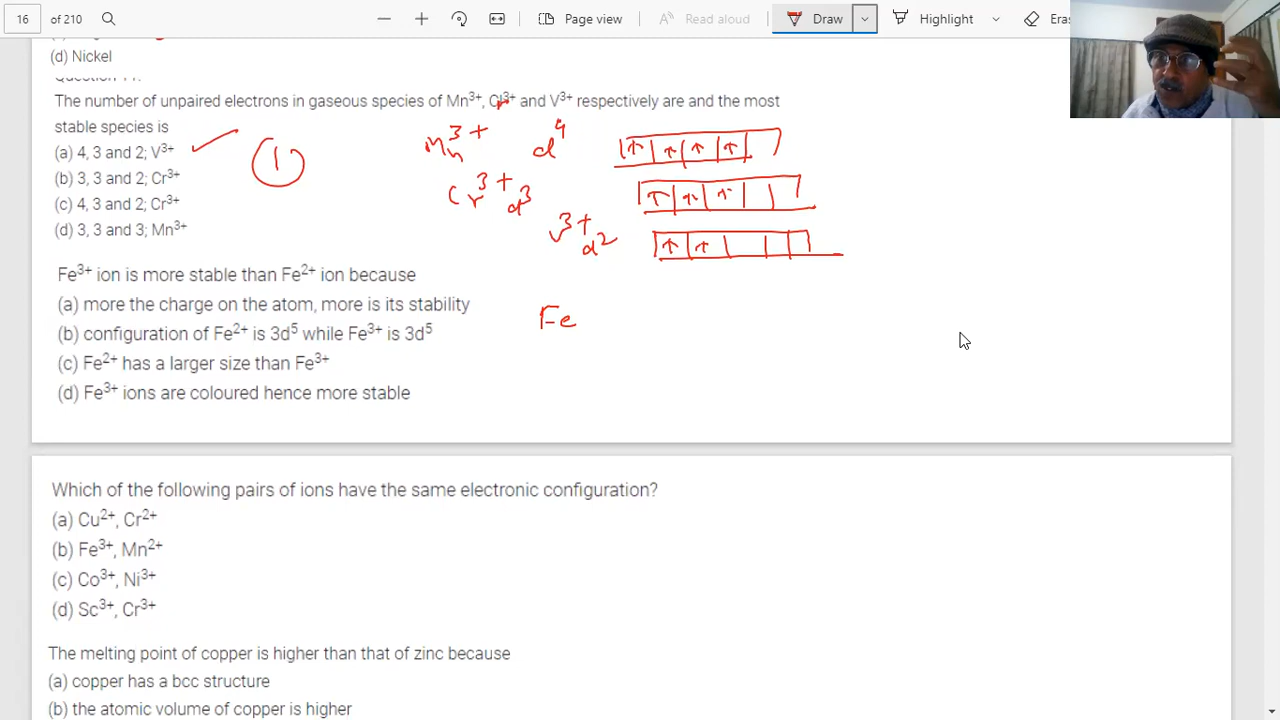 16 of 210 Page view Read aloud Draw Highlight
(d) Nickel
The number of unpaired electrons in gaseous species of Mn³⁺, Cr³⁺ and V³⁺ respectively are and the most
stable species is
(a) 4, 3 and 2; V³⁺
(b) 3, 3 and 2; Cr³⁺
(c) 4, 3 and 2; Cr³⁺
(d) 3, 3 and 3; Mn³⁺
1
Mn³⁺ d⁴
Cr³⁺ d³
V³⁺ d²
Fe³⁺ ion is more stable than Fe²⁺ ion because
(a) more the charge on the atom, more is its stability
(b) configuration of Fe²⁺ is 3d⁵ while Fe³⁺ is 3d⁵
(c) Fe²⁺ has a larger size than Fe³⁺
(d) Fe³⁺ ions are coloured hence more stable
Fe
Which of the following pairs of ions have the same electronic configuration?
(a) Cu²⁺, Cr²⁺
(b) Fe³⁺, Mn²⁺
(c) Co³⁺, Ni³⁺
(d) Sc³⁺, Cr³⁺
The melting point of copper is higher than that of zinc because
(a) copper has a bcc structure
(b) the atomic volume of copper is higher